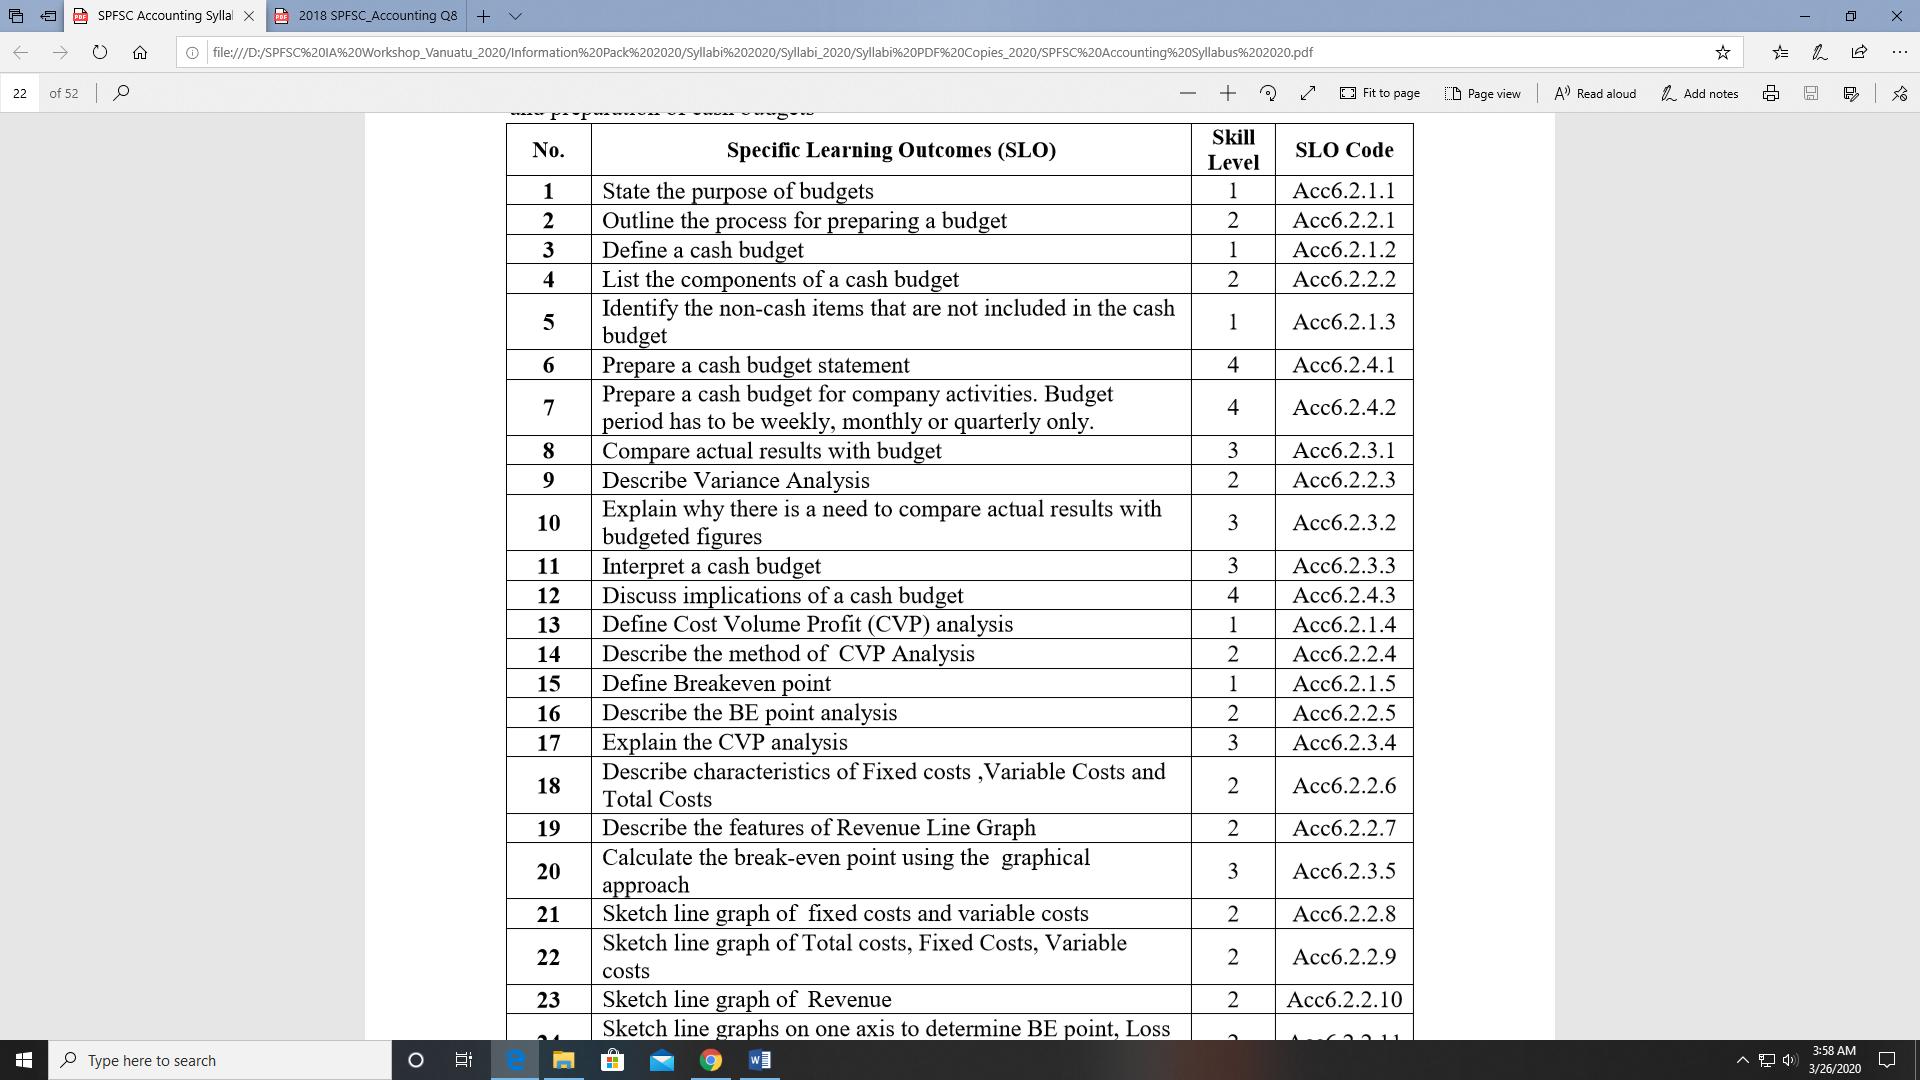 SPFSC Accounting Sylla
2018 SPFSC_Accounting Q8
file:///D:/SPFSC%20IA%20Workshop_Vanuatu_2020/Information%20Pack%202020/Syllabi%202020/Syllabi_2020/Syllabi%20PDF%20Copies_2020/SPFSC%20Accounting%20Syllabus%202020.pdf
22 of 52 Fit to page Page view Read aloud Add notes
and preparation of cash budgets
No. Specific Learning Outcomes (SLO) Skill Level SLO Code
1 State the purpose of budgets 1 Acc6.2.1.1
2 Outline the process for preparing a budget 2 Acc6.2.2.1
3 Define a cash budget 1 Acc6.2.1.2
4 List the components of a cash budget 2 Acc6.2.2.2
5 Identify the non-cash items that are not included in the cash
budget 1 Acc6.2.1.3
6 Prepare a cash budget statement 4 Acc6.2.4.1
7 Prepare a cash budget for company activities. Budget
period has to be weekly, monthly or quarterly only. 4 Acc6.2.4.2
8 Compare actual results with budget 3 Acc6.2.3.1
9 Describe Variance Analysis 2 Acc6.2.2.3
10 Explain why there is a need to compare actual results with
budgeted figures 3 Acc6.2.3.2
11 Interpret a cash budget 3 Acc6.2.3.3
12 Discuss implications of a cash budget 4 Acc6.2.4.3
13 Define Cost Volume Profit (CVP) analysis 1 Acc6.2.1.4
14 Describe the method of  CVP Analysis 2 Acc6.2.2.4
15 Define Breakeven point 1 Acc6.2.1.5
16 Describe the BE point analysis 2 Acc6.2.2.5
17 Explain the CVP analysis 3 Acc6.2.3.4
18 Describe characteristics of Fixed costs ,Variable Costs and
Total Costs 2 Acc6.2.2.6
19 Describe the features of Revenue Line Graph 2 Acc6.2.2.7
20 Calculate the break-even point using the  graphical
approach 3 Acc6.2.3.5
21 Sketch line graph of  fixed costs and variable costs 2 Acc6.2.2.8
22 Sketch line graph of Total costs, Fixed Costs, Variable
costs 2 Acc6.2.2.9
23 Sketch line graph of  Revenue 2 Acc6.2.2.10
24 Sketch line graphs on one axis to determine BE point, Loss
Type here to search
3:58 AM
3/26/2020